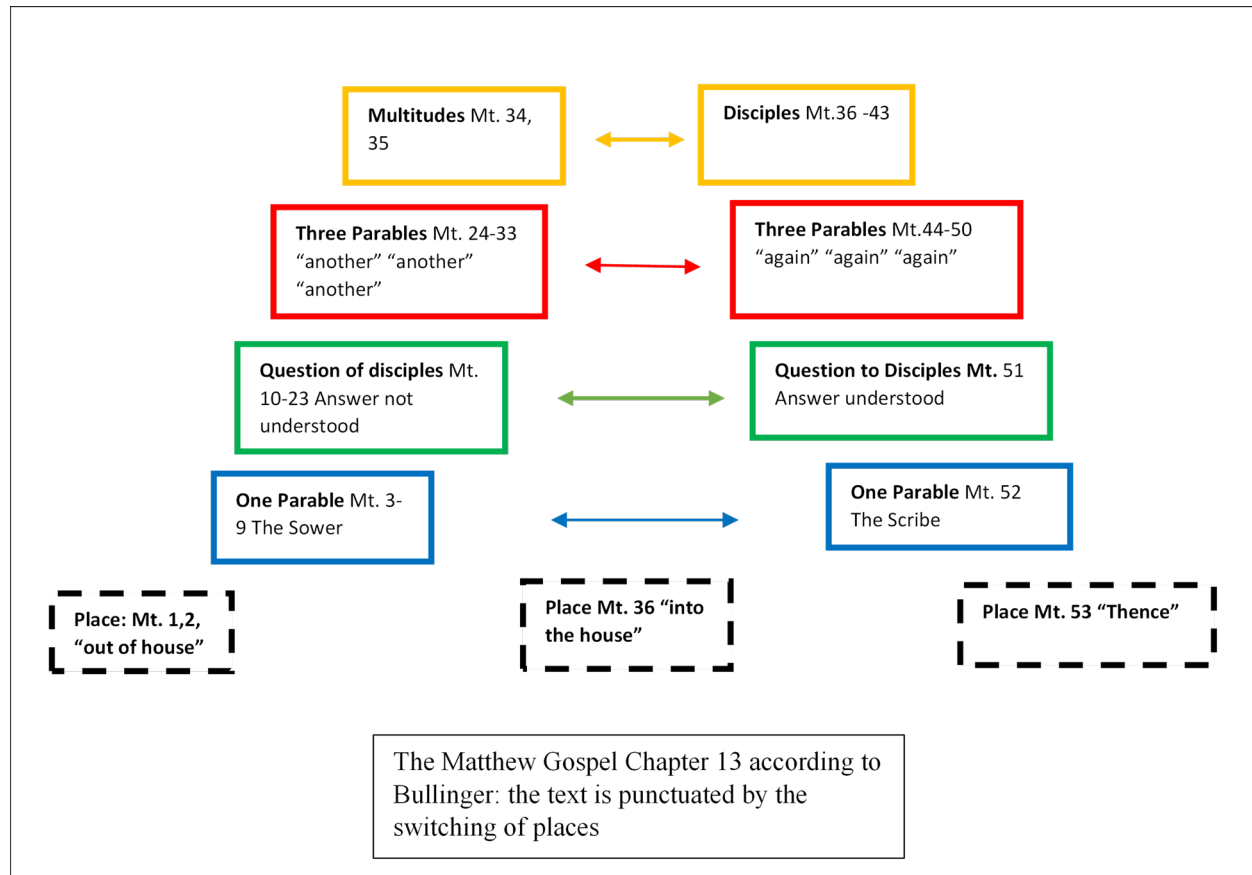 Multitudes Mt. 34,
35
Disciples Mt.36 -43
Three Parables Mt. 24-33
“another” “another”
“another”
Three Parables Mt.44-50
“again” “again” “again”
Question of disciples Mt.
10-23 Answer not
understood
Question to Disciples Mt. 51
Answer understood
One Parable Mt. 3-
9 The Sower
One Parable Mt. 52
The Scribe
Place: Mt. 1,2,
“out of house”
Place Mt. 36 “into
the house”
Place Mt. 53 “Thence”
The Matthew Gospel Chapter 13 according to
Bullinger: the text is punctuated by the
switching of places